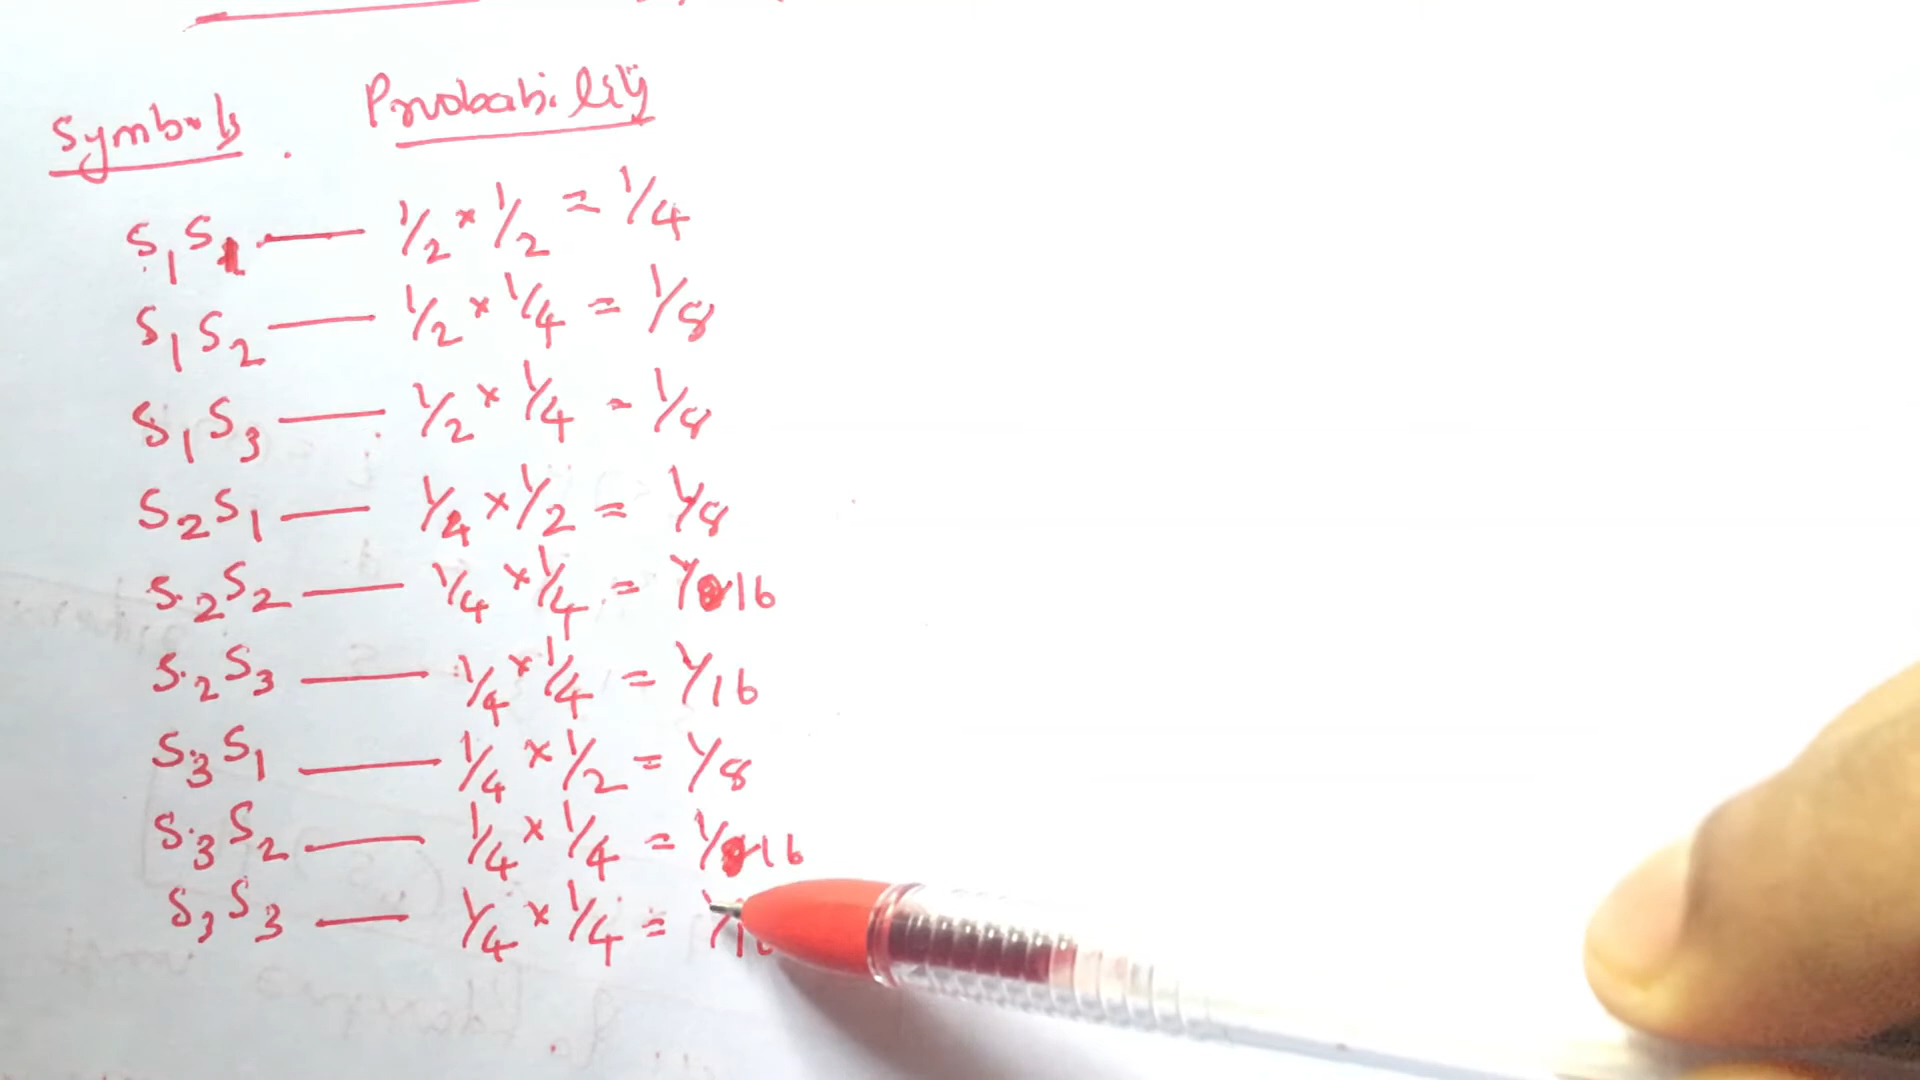 Symbols . Probability
S1S1 — 1/2 × 1/2 = 1/4
S1S2 — 1/2 × 1/4 = 1/8
S1S3 — 1/2 × 1/4 = 1/8
S2S1 — 1/4 × 1/2 = 1/8
S2S2 — 1/4 × 1/4 = 1/16
S2S3 — 1/4 × 1/4 = 1/16
S3S1 — 1/4 × 1/2 = 1/8
S3S2 — 1/4 × 1/4 = 1/16
S3S3 — 1/4 × 1/4 = 1/16